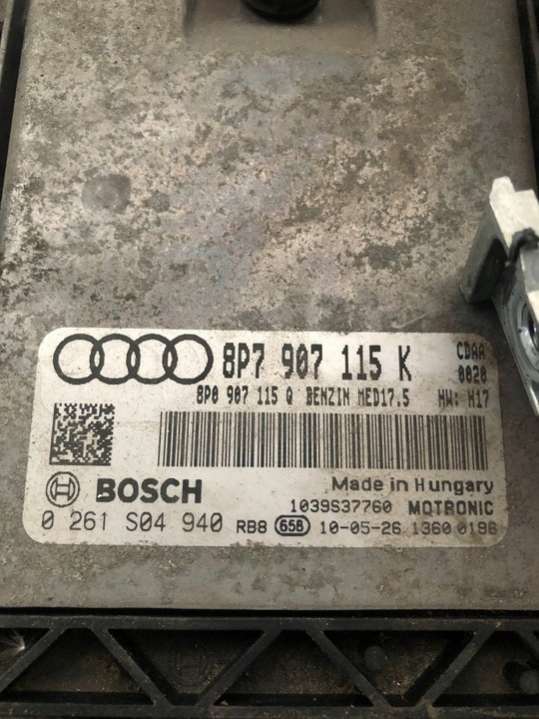 8P7 907 115 K CDAA
0020
8P0 907 115 Q BENZIN MED17.5 HW: H17
BOSCH Made in Hungary
1039S37760 MOTRONIC
0 261 S04 940 RB8 658 10-05-26 1360 0196